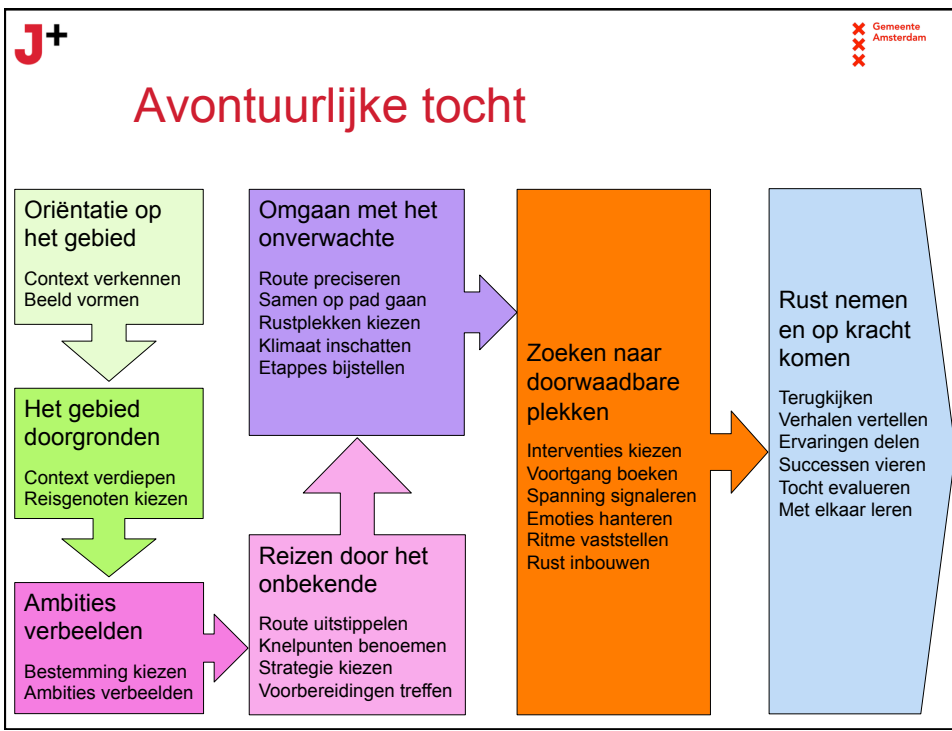 J+
Gemeente
Amsterdam
Avontuurlijke tocht
Oriëntatie op
het gebied
Context verkennen
Beeld vormen
Het gebied
doorgronden
Context verdiepen
Reisgenoten kiezen
Ambities
verbeelden
Bestemming kiezen
Ambities verbeelden
Reizen door het
onbekende
Route uitstippelen
Knelpunten benoemen
Strategie kiezen
Voorbereidingen treffen
Omgaan met het
onverwachte
Route preciseren
Samen op pad gaan
Rustplekken kiezen
Klimaat inschatten
Etappes bijstellen
Zoeken naar
doorwaadbare
plekken
Interventies kiezen
Voortgang boeken
Spanning signaleren
Emoties hanteren
Ritme vaststellen
Rust inbouwen
Rust nemen
en op kracht
komen
Terugkijken
Verhalen vertellen
Ervaringen delen
Successen vieren
Tocht evalueren
Met elkaar leren